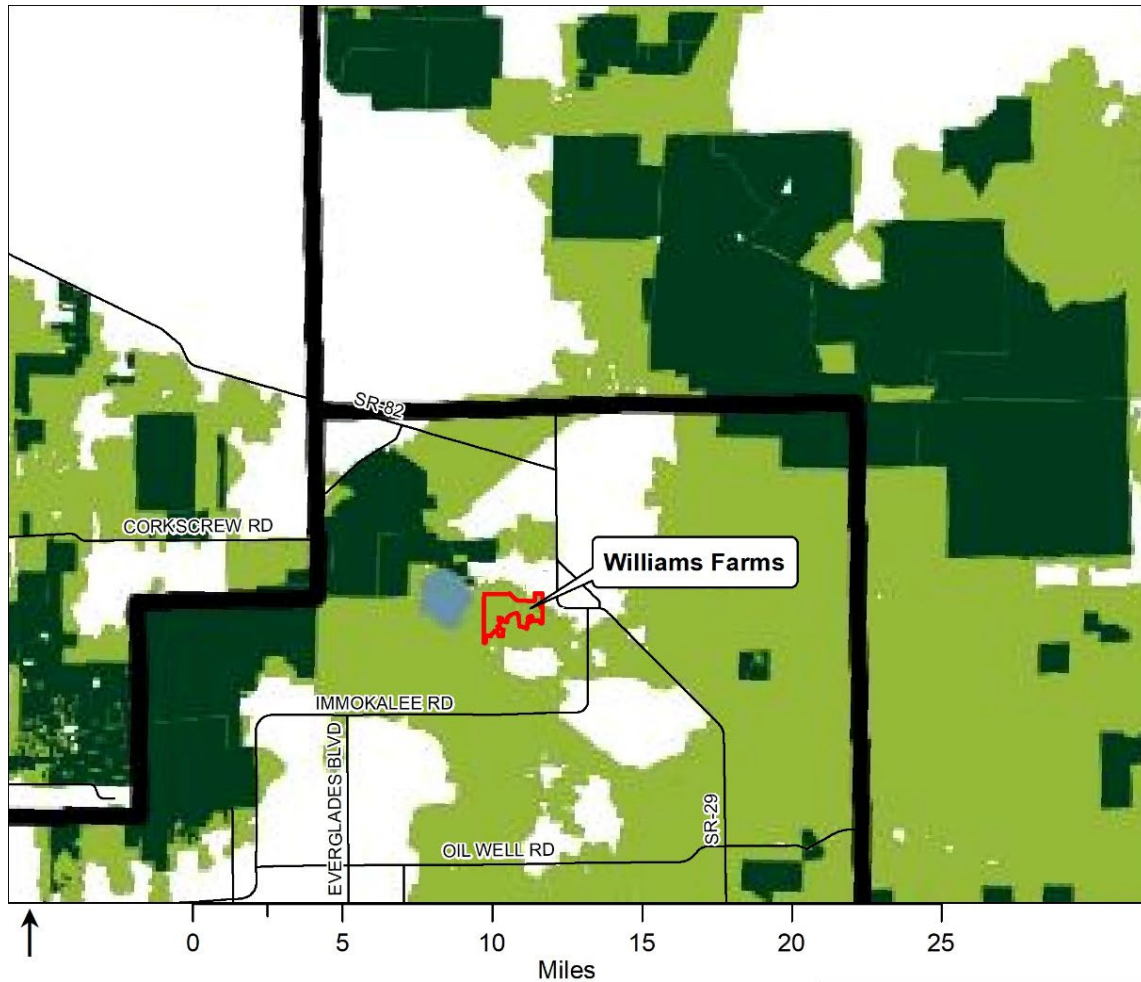 SR-82
CORKSCREW RD
Williams Farms
IMMOKALEE RD
EVERGLADES BLVD
SR-29
OIL WELL RD
0 5 10 15 20 25
Miles